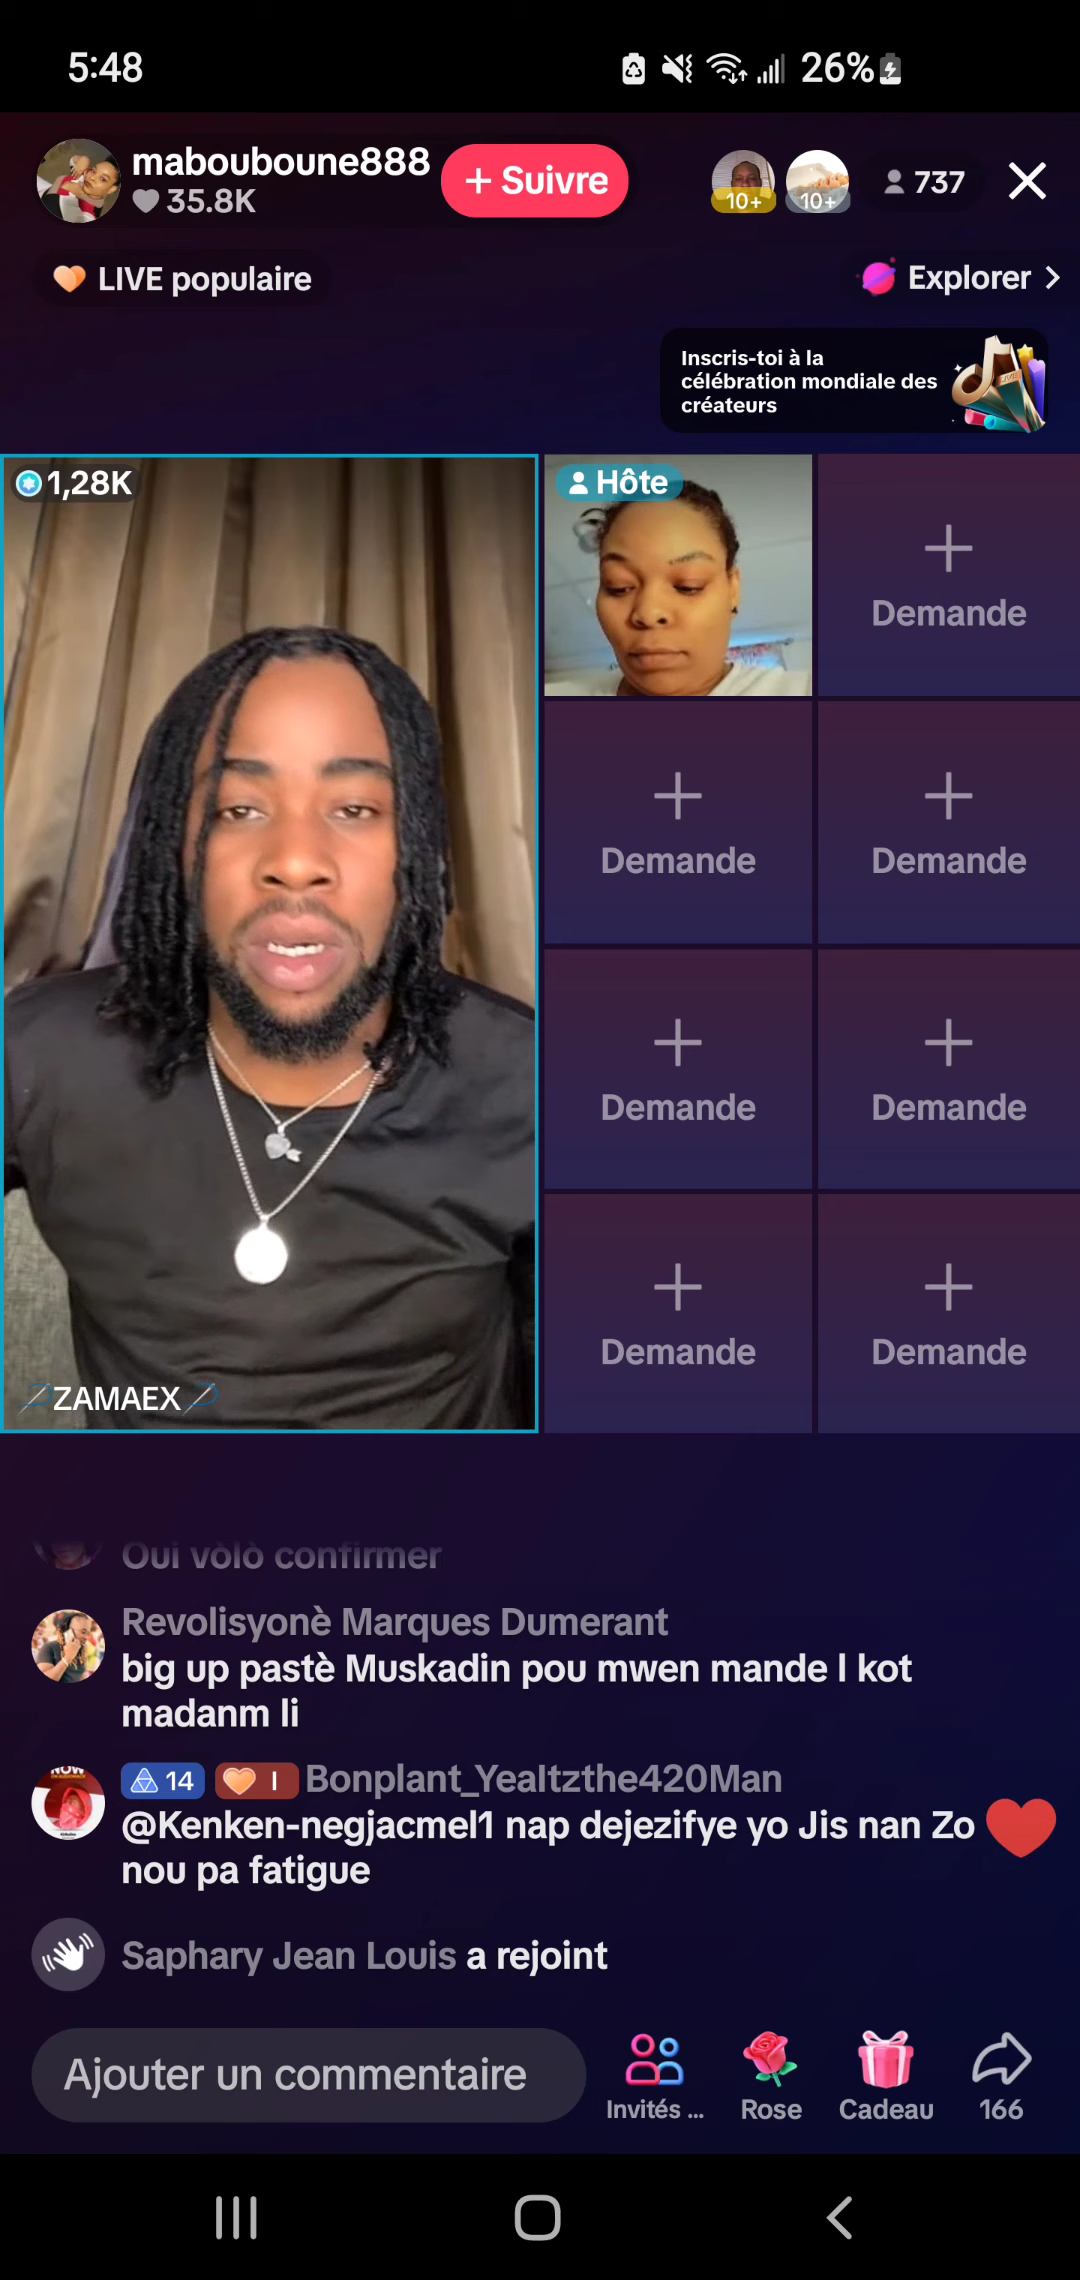 5:48
26%
mabouboune888
35.8K
+ Suivre
10+
10+
737
LIVE populaire
Explorer >
Inscris-toi à la
célébration mondiale des
créateurs
1,28K
Hôte
Demande
Demande
Demande
Demande
Demande
Demande
Demande
ZAMAEX
Oui vòlò confirmer
Revolisyonè Marques Dumerant
big up pastè Muskadin pou mwen mande l kot
madanm li
14 I Bonplant_YeaItzthe420Man
@Kenken-negjacmel1 nap dejezifye yo Jis nan Zo
nou pa fatigue
Saphary Jean Louis a rejoint
Ajouter un commentaire
Invités ...
Rose
Cadeau
166